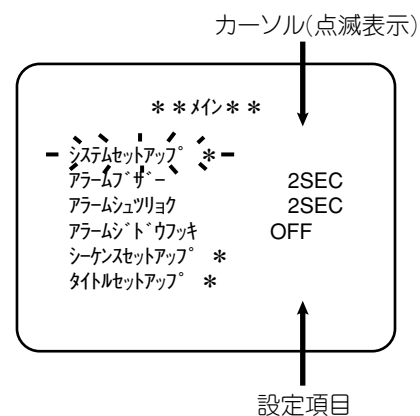 カーソル(点滅表示)
＊＊ﾒｲﾝ＊＊
ｼｽﾃﾑｾｯﾄｱｯﾌﾟ ＊
ｱﾗｰﾑﾌﾞｻﾞｰ 2SEC
ｱﾗｰﾑｼｭﾂﾘｮｸ 2SEC
ｱﾗｰﾑｼﾞﾄﾞｳﾌｯｷ OFF
ｼｰｹﾝｽｾｯﾄｱｯﾌﾟ ＊
ﾀｲﾄﾙｾｯﾄｱｯﾌﾟ ＊
設定項目